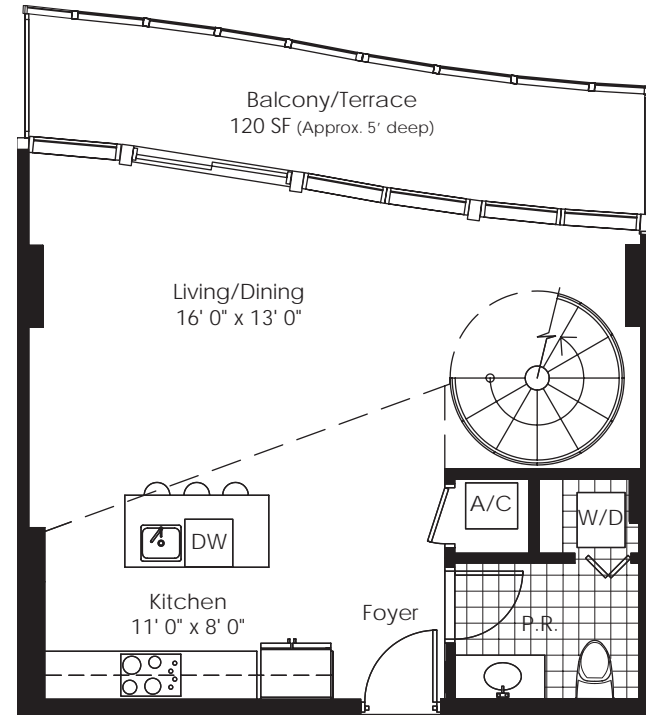 Balcony/Terrace
120 SF (Approx. 5' deep)
Living/Dining
16' 0" x 13' 0"
A/C
W/D
DW
Kitchen
11' 0" x 8' 0"
Foyer
P.R.